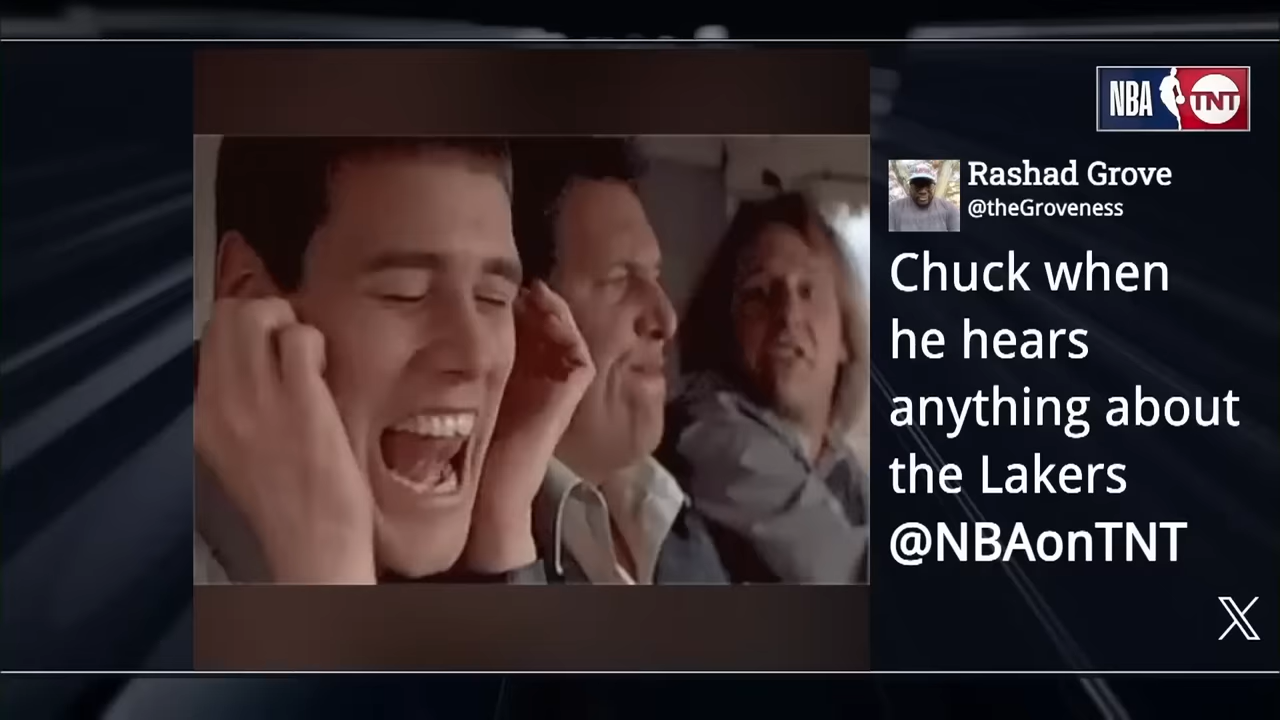 NBA TNT
Rashad Grove
@theGroveness
Chuck when
he hears
anything about
the Lakers
@NBAonTNT